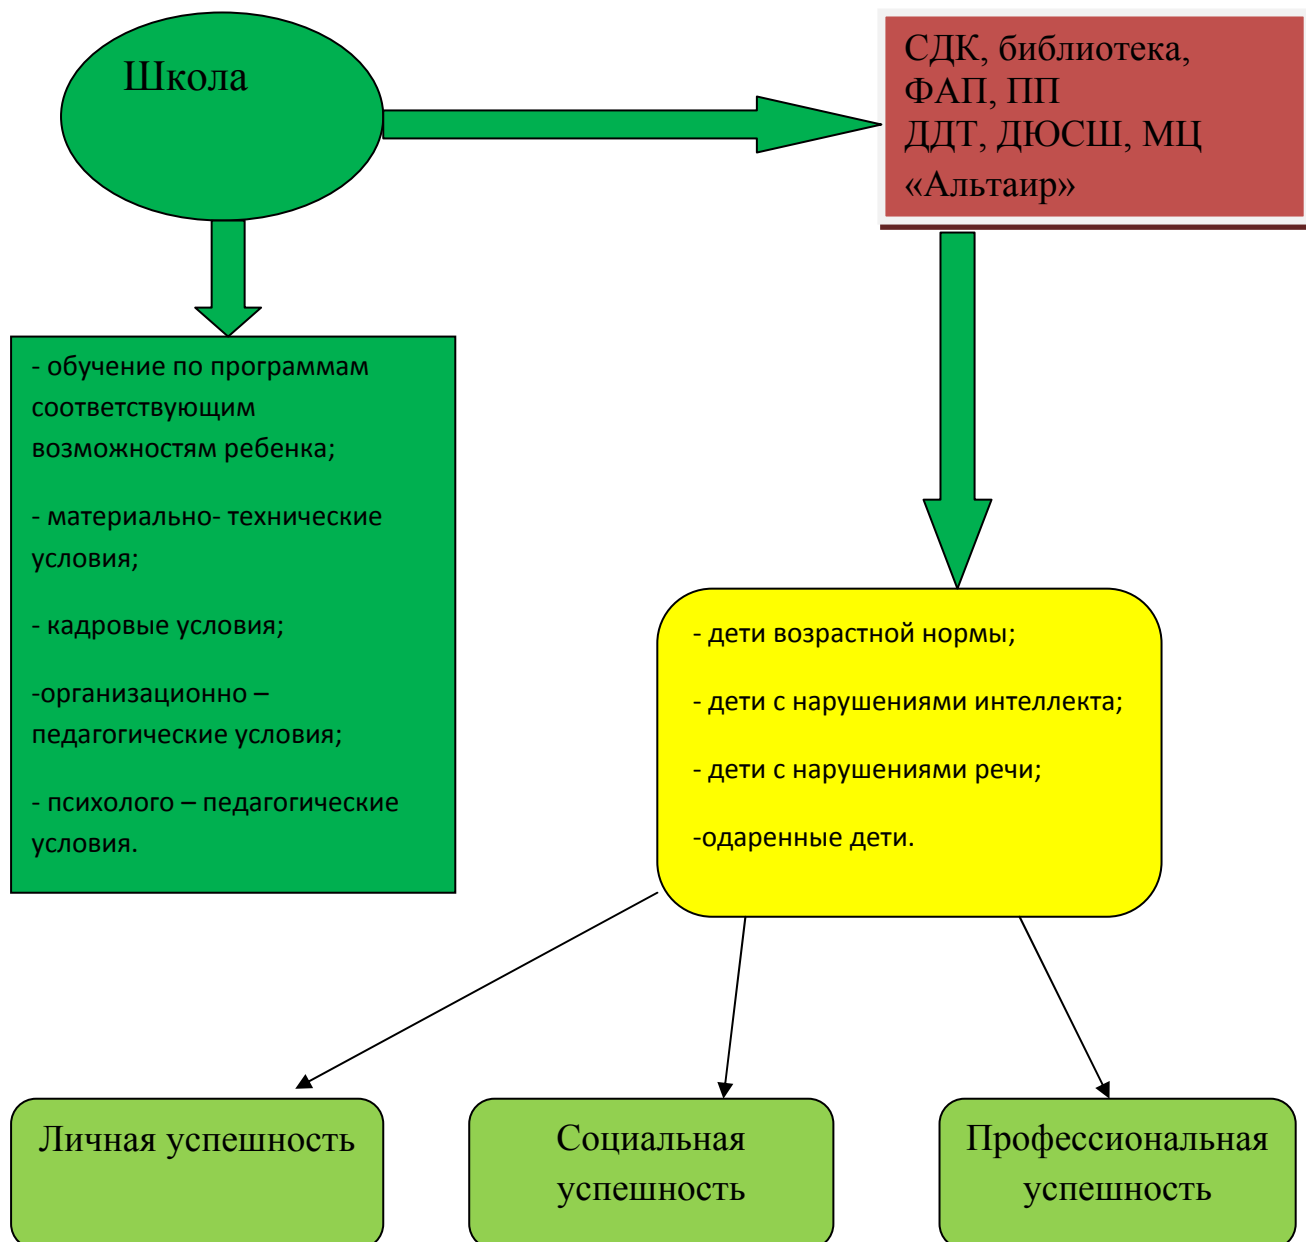 Школа
СДК, библиотека,
ФАП, ПП
ДДТ, ДЮСШ, МЦ
«Альтаир»
- обучение по программам
соответствующим
возможностям ребенка;
- материально- технические
условия;
- кадровые условия;
-организационно –
педагогические условия;
- психолого – педагогические
условия.
- дети возрастной нормы;
- дети с нарушениями интеллекта;
- дети с нарушениями речи;
-одаренные дети.
Личная успешность
Социальная
успешность
Профессиональная
успешность